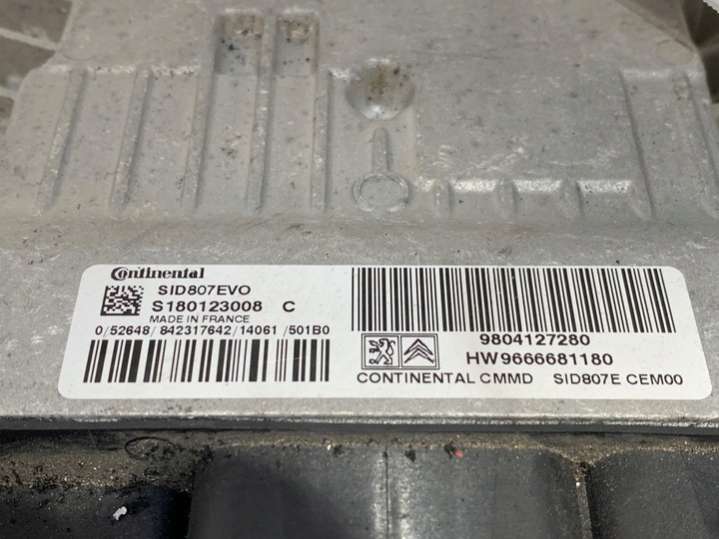 Continental
SID807EVO
S180123008 C
MADE IN FRANCE
0/52648/842317642/14061/501B0
9804127280
HW9666681180
CONTINENTAL CMMD SID807E CEM00